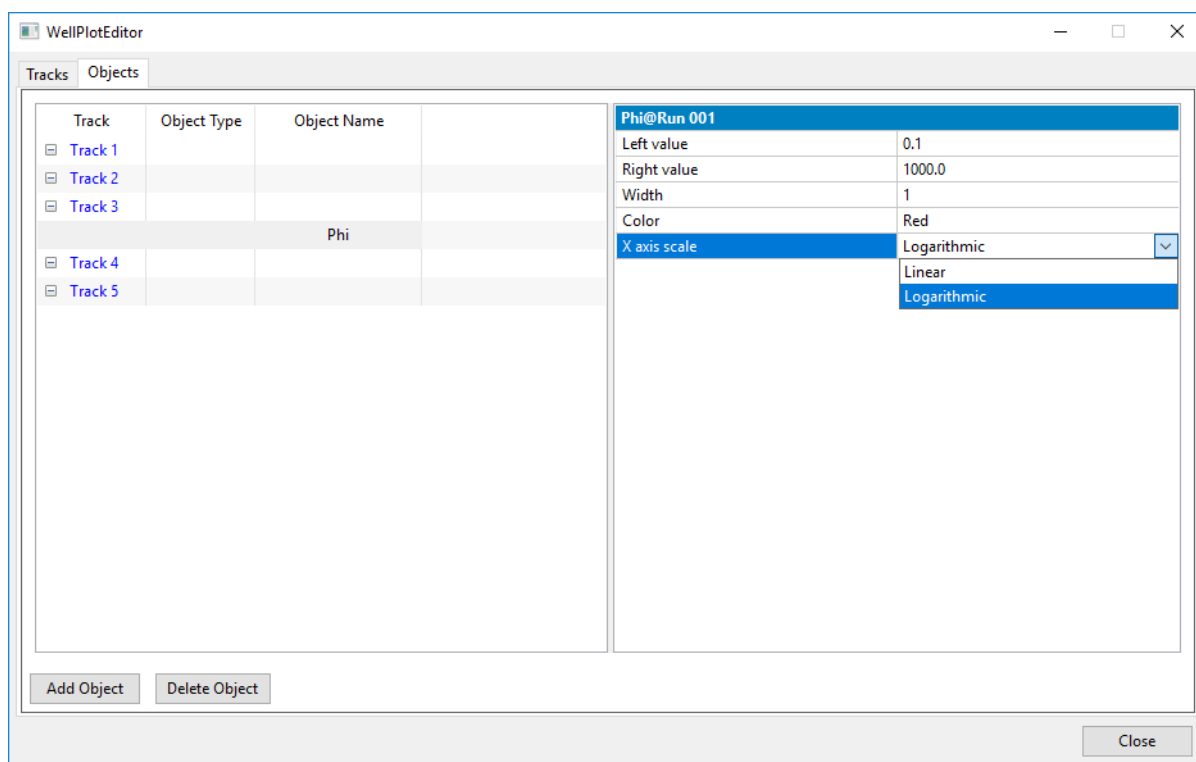 WellPlotEditor
Tracks Objects
Track Object Type Object Name
Track 1
Track 2
Track 3
Phi
Track 4
Track 5
Phi@Run 001
Left value 0.1
Right value 1000.0
Width 1
Color Red
X axis scale Logarithmic
Linear
Logarithmic
Add Object Delete Object
Close